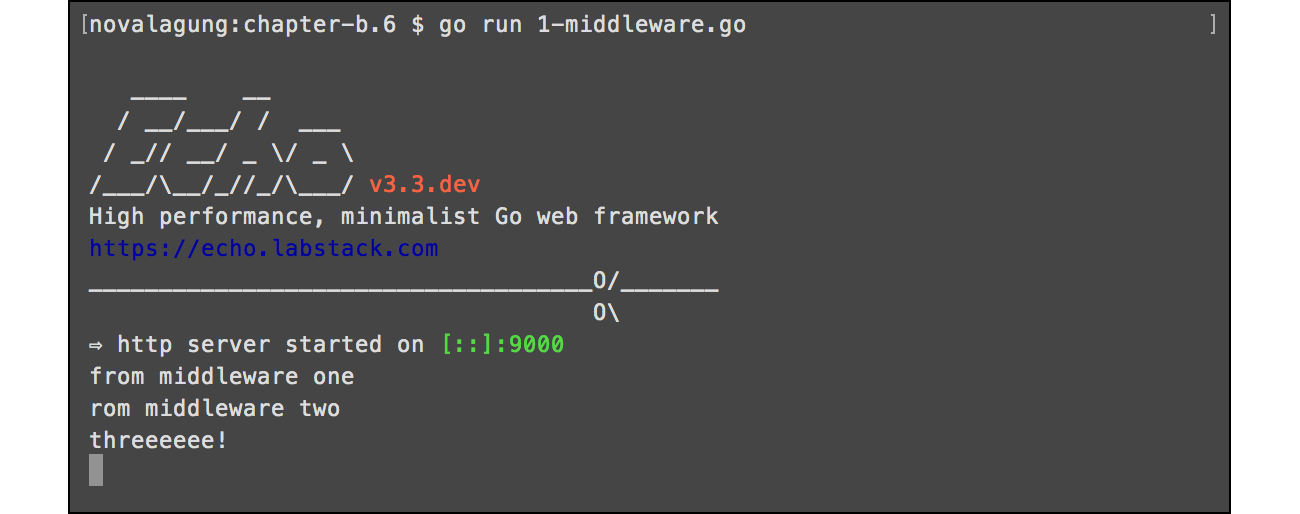 [novalagung:chapter-b.6 $ go run 1-middleware.go ]
   ____    __
  / __/___/ /  ___
 / _// __/ _ \/ _ \
/___/\__/_//_/\___/ v3.3.dev
High performance, minimalist Go web framework
https://echo.labstack.com
____________________________________O/_______
                                    O\
⇨ http server started on [::]:9000
from middleware one
rom middleware two
threeeeee!